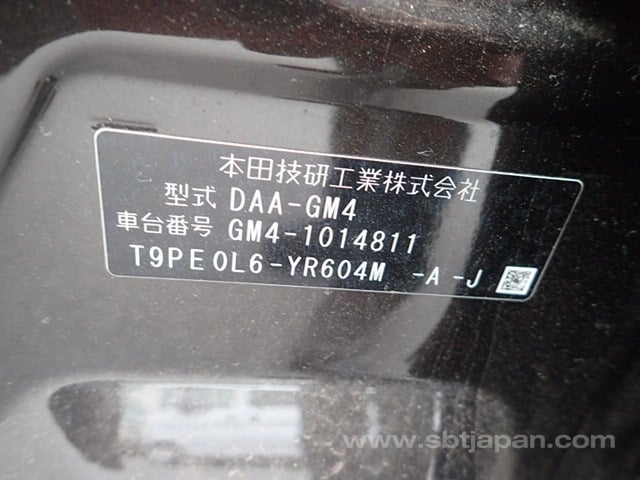 本田技研工業株式会社
型式 DAA-GM4
車台番号 GM4-1014811
T9PE0L6-YR604M -A-J
www.sbtjapan.com